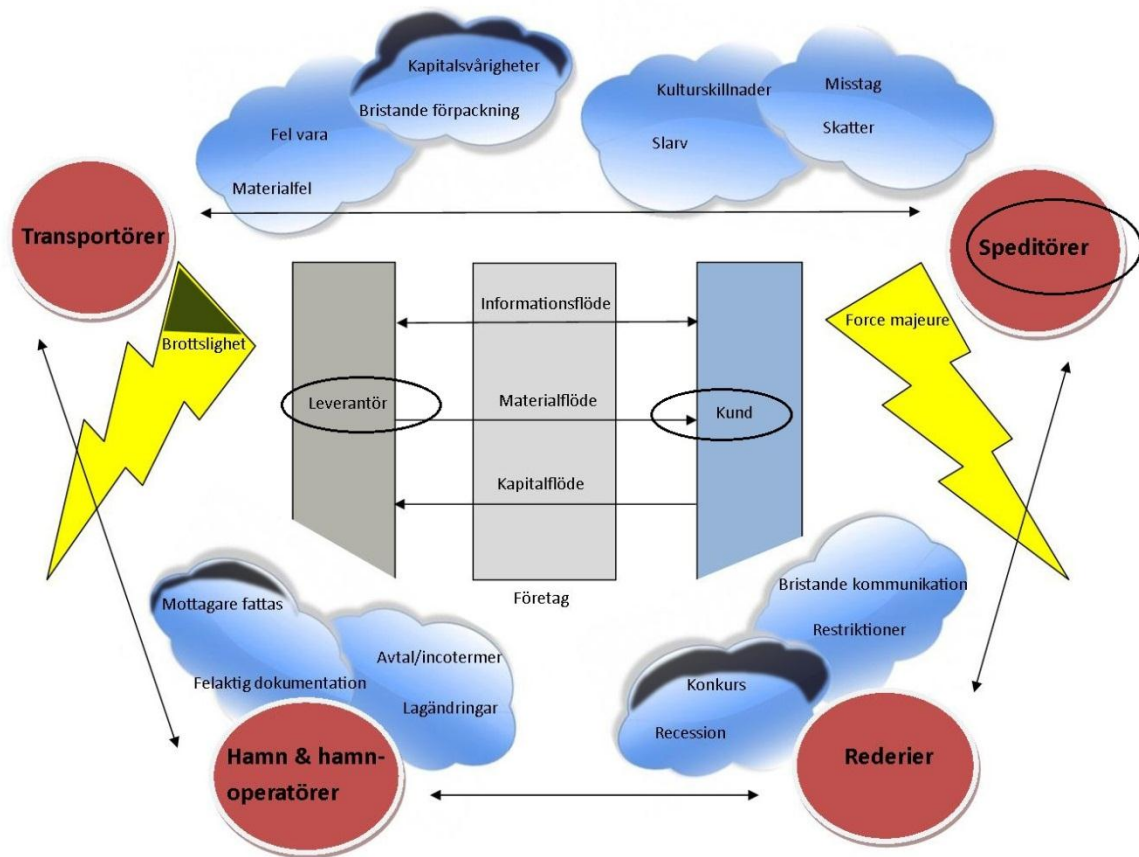 Kapitalsvårigheter
Bristande förpackning
Fel vara
Materialfel
Kulturskillnader
Slarv
Misstag
Skatter
Transportörer
Speditörer
Brottslighet
Force majeure
Informationsflöde
Leverantör
Materialflöde
Kund
Kapitalflöde
Företag
Mottagare fattas
Felaktig dokumentation
Avtal/incotermer
Lagändringar
Bristande kommunikation
Restriktioner
Konkurs
Recession
Hamn & hamn-
operatörer
Rederier